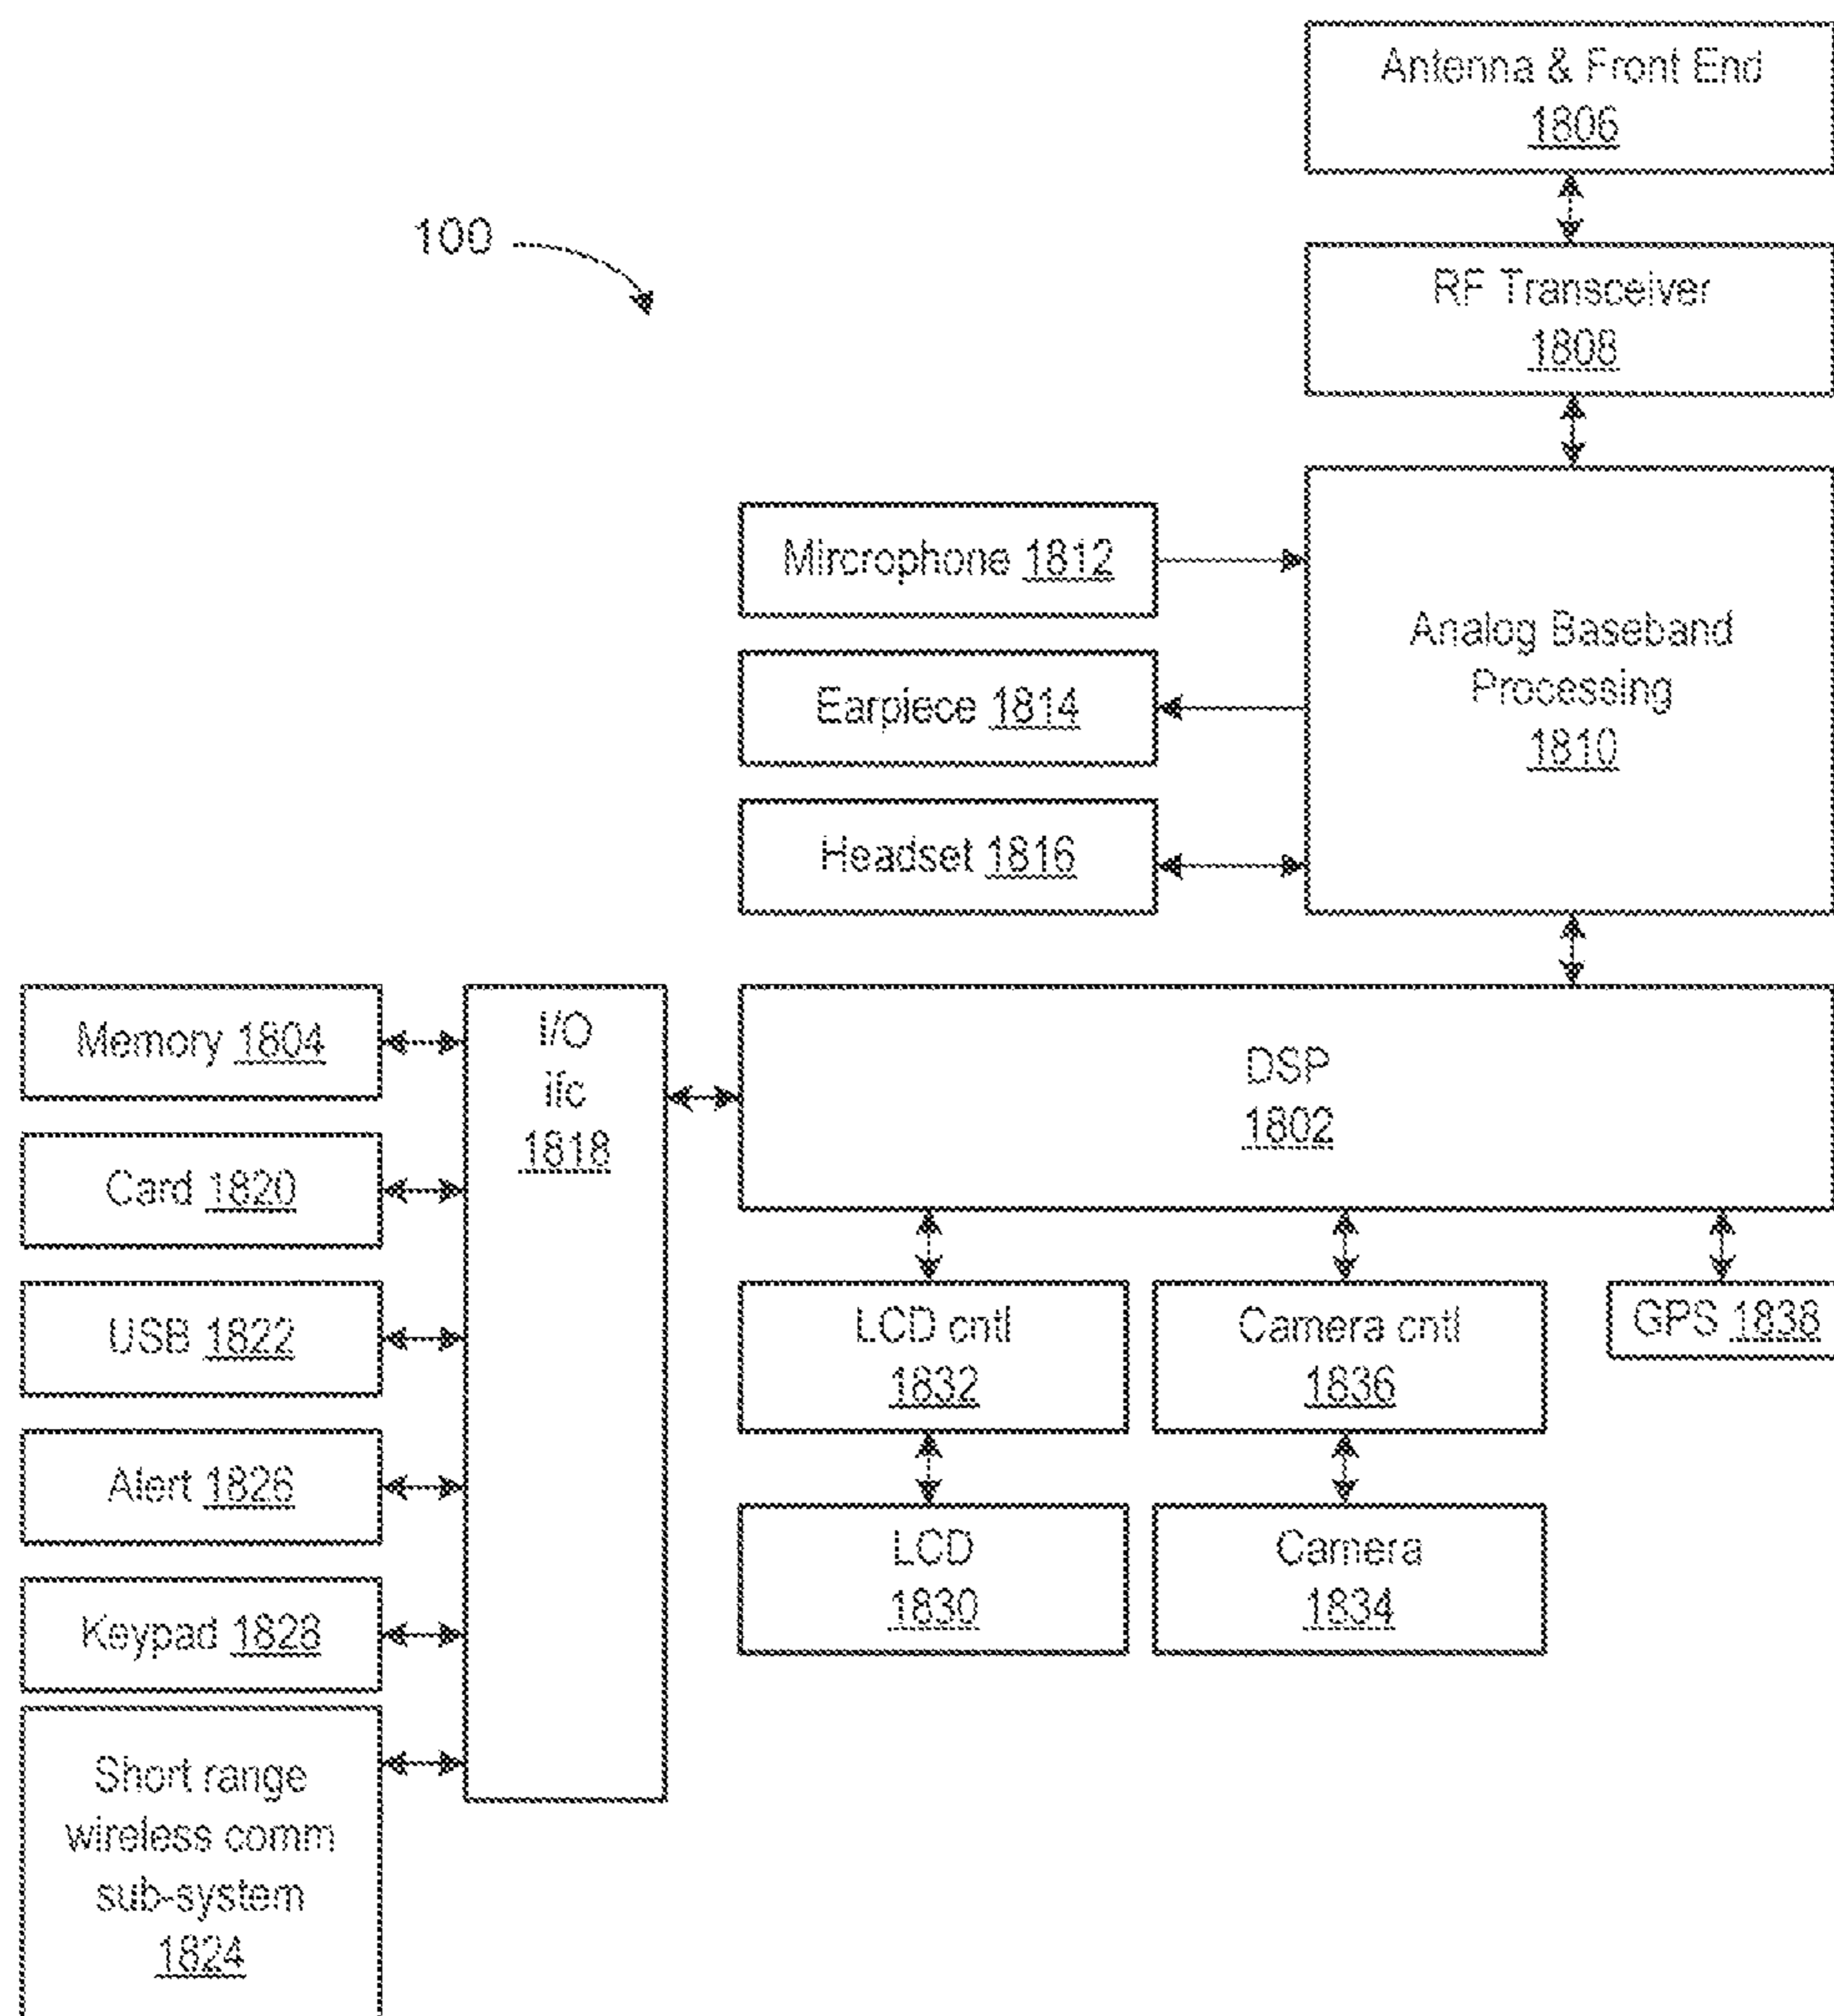 Antenna & Front End
1806
100
RF Transceiver
1808
Mircrophone 1812
Analog Baseband
Processing
1810
Earpiece 1814
Headset 1816
Memory 1804
I/O
ifc
1818
DSP
1802
Card 1820
USB 1822
LCD cntl
1832
Camera cntl
1836
GPS 1838
Alert 1826
LCD
1830
Camera
1834
Keypad 1828
Short range
wireless comm
sub-system
1824